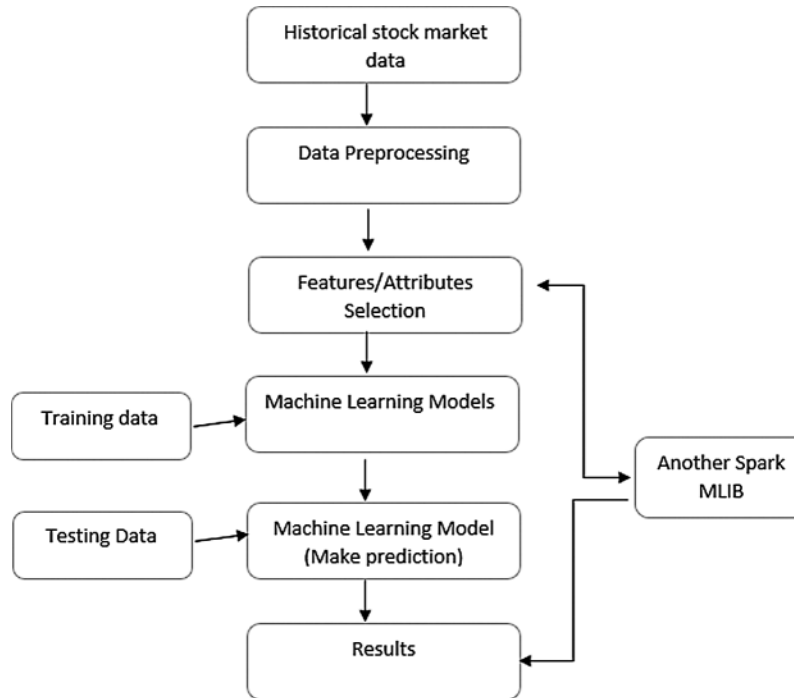 Historical stock market
data
Data Preprocessing
Features/Attributes
Selection
Training data
Machine Learning Models
Another Spark
MLIB
Testing Data
Machine Learning Model
(Make prediction)
Results